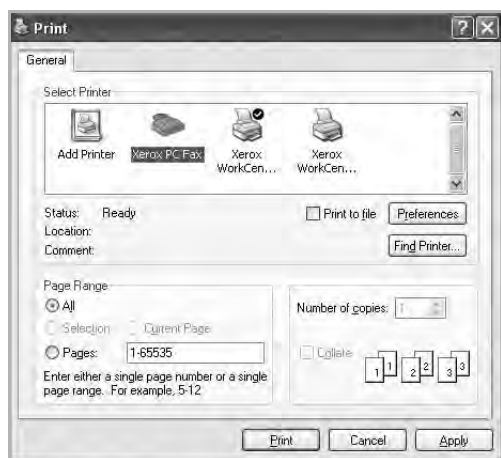 Print
General
Select Printer
Add Printer
Xerox PC Fax
Xerox
WorkCen...
Xerox
WorkCen...
Status: Ready
Location:
Comment:
Print to file
Preferences
Find Printer...
Page Range
All
Selection Current Page
Pages: 1-65535
Enter either a single page number or a single
page range. For example, 5-12
Number of copies: 1
Collate
1 1 2 2 3 3
Print Cancel Apply